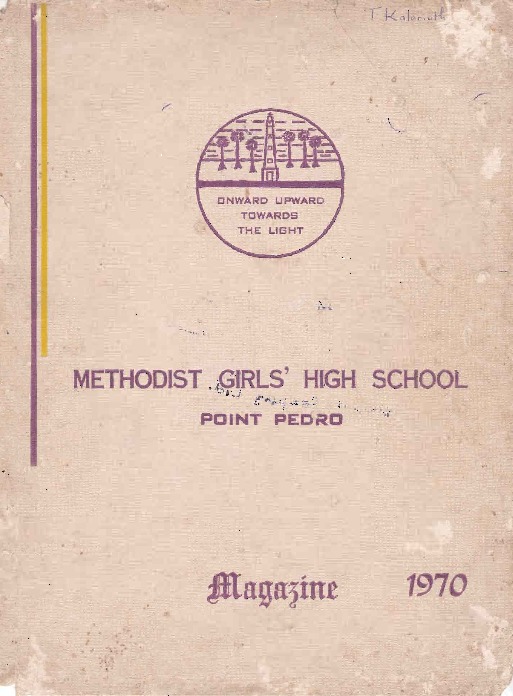 ONWARD UPWARD
TOWARDS
THE LIGHT
METHODIST GIRLS' HIGH SCHOOL
POINT PEDRO
Magazine 1970